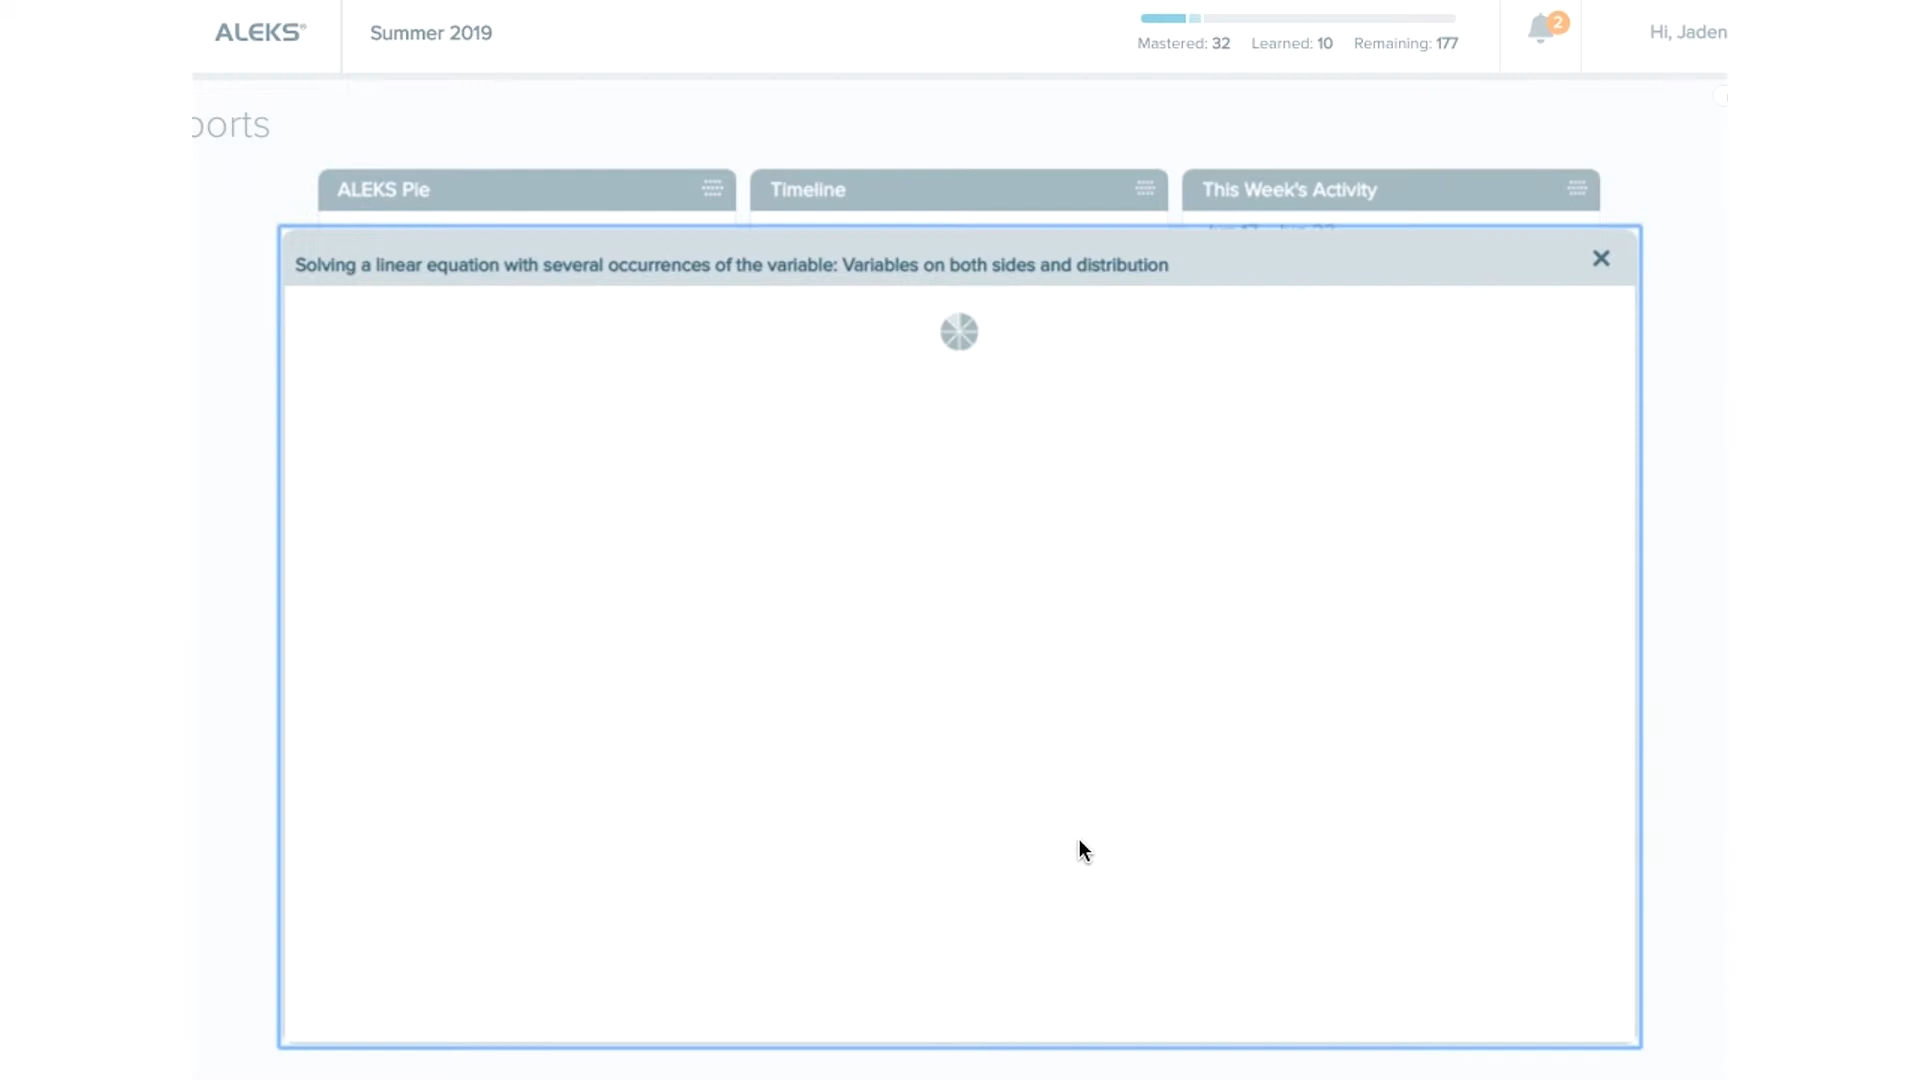 ALEKS®
Summer 2019
Mastered: 32 Learned: 10 Remaining: 177
2
Hi, Jaden
ports
ALEKS Pie
Timeline
This Week's Activity
Solving a linear equation with several occurrences of the variable: Variables on both sides and distribution